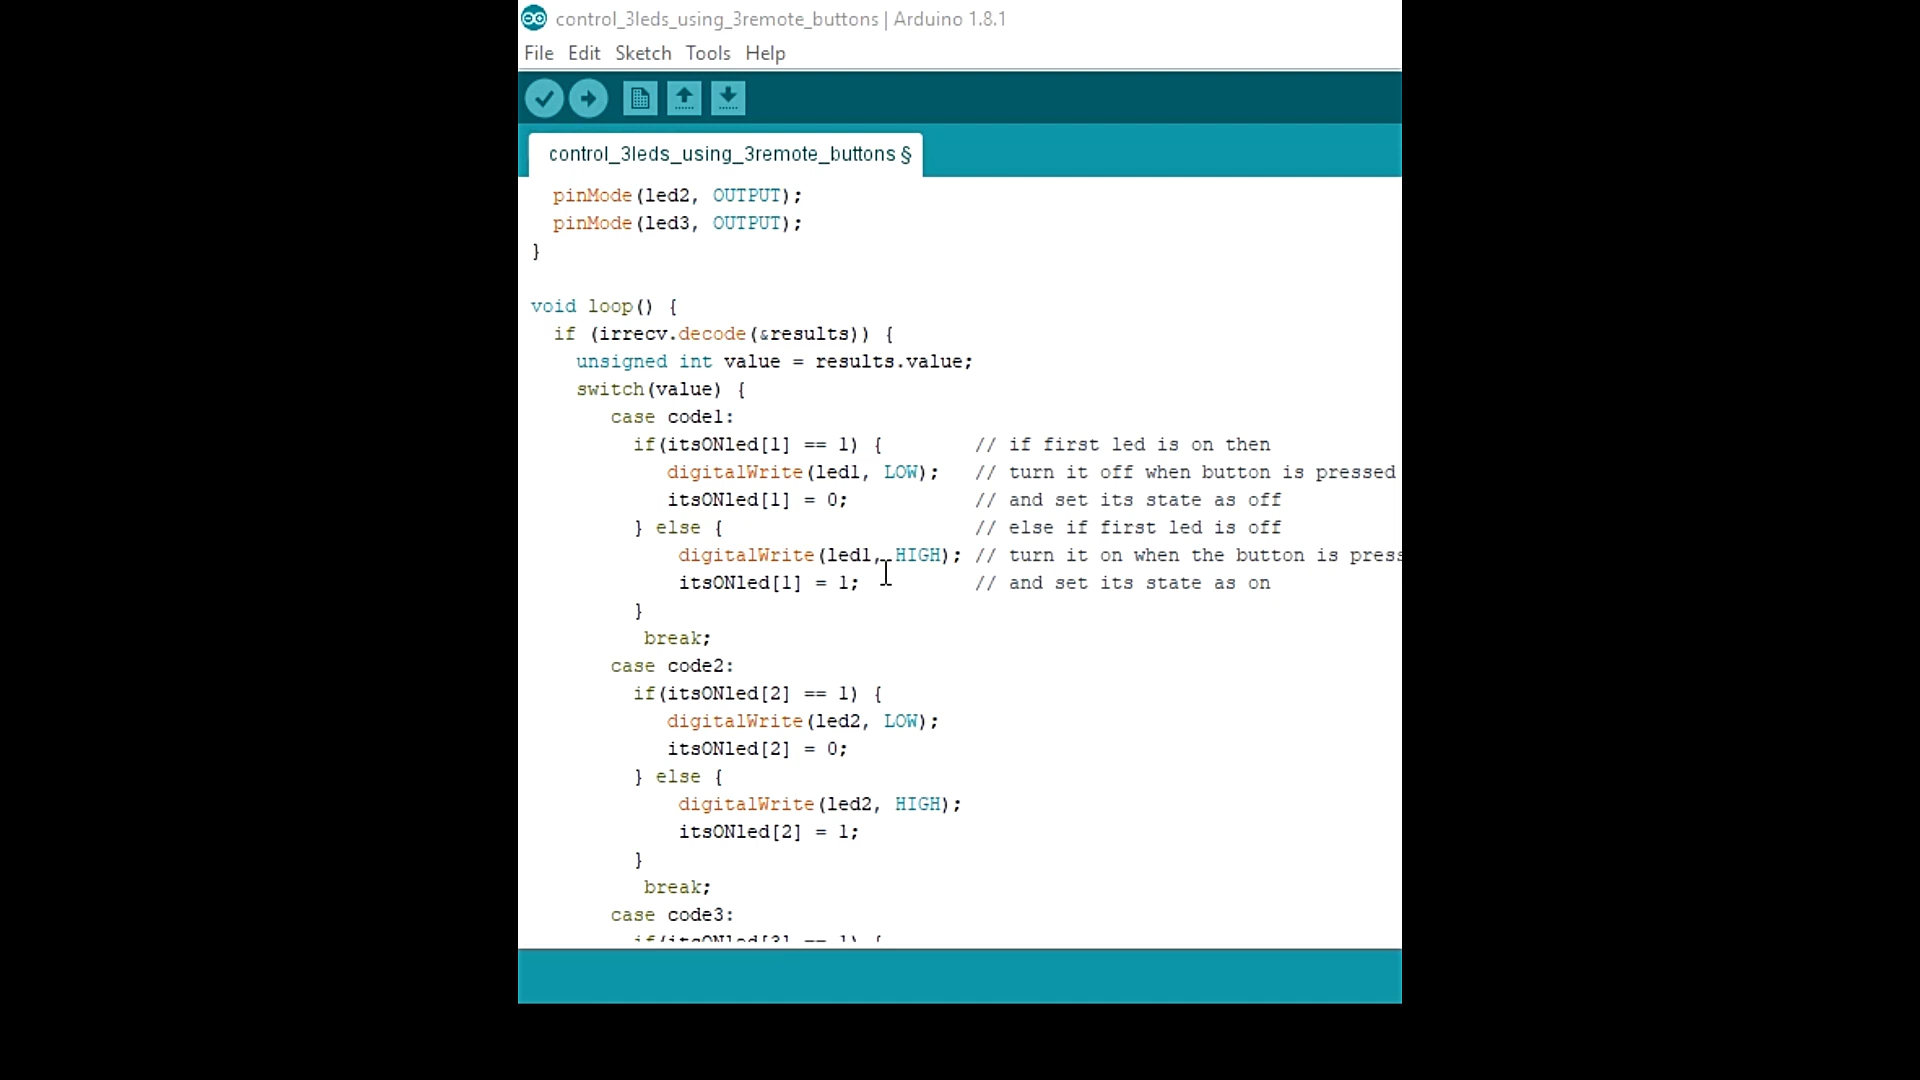 control_3leds_using_3remote_buttons | Arduino 1.8.1
File Edit Sketch Tools Help
control_3leds_using_3remote_buttons §
pinMode(led2, OUTPUT);
pinMode(led3, OUTPUT);
}
void loop() {
if (irrecv.decode(&results)) {
unsigned int value = results.value;
switch(value) {
case code1:
if(itsONled[1] == 1) { // if first led is on then
digitalWrite(led1, LOW); // turn it off when button is pressed
itsONled[1] = 0; // and set its state as off
} else { // else if first led is off
digitalWrite(led1, HIGH); // turn it on when the button is press
itsONled[1] = 1; // and set its state as on
}
break;
case code2:
if(itsONled[2] == 1) {
digitalWrite(led2, LOW);
itsONled[2] = 0;
} else {
digitalWrite(led2, HIGH);
itsONled[2] = 1;
}
break;
case code3:
if(itsONled[3] == 1) {